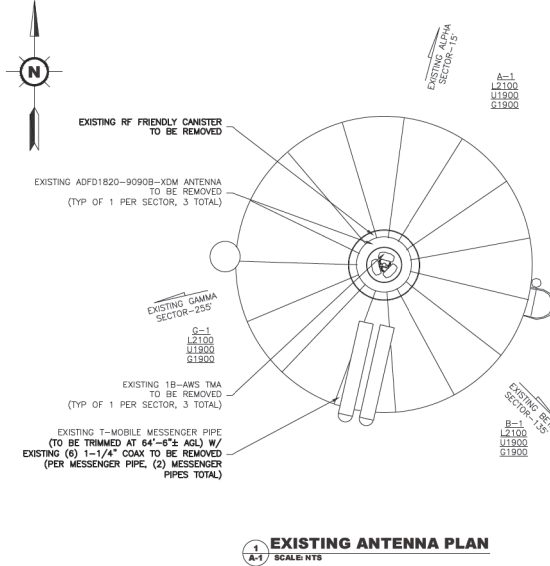 N
EXISTING ALPHA
SECTOR-15'
A-1
L2100
U1900
G1900
EXISTING RF FRIENDLY CANISTER
TO BE REMOVED
EXISTING ADFD1820-9090B-XDM ANTENNA
TO BE REMOVED
(TYP OF 1 PER SECTOR, 3 TOTAL)
EXISTING GAMMA
SECTOR-255'
G-1
L2100
U1900
G1900
EXISTING 1B-AWS TMA
TO BE REMOVED
(TYP OF 1 PER SECTOR, 3 TOTAL)
EXISTING BE
SECTOR-135'
B-1
L2100
U1900
G1900
EXISTING T-MOBILE MESSENGER PIPE
(TO BE TRIMMED AT 64'-6"± AGL) W/
EXISTING (6) 1-1/4" COAX TO BE REMOVED
(PER MESSENGER PIPE, (2) MESSENGER
PIPES TOTAL)
1
A-1
EXISTING ANTENNA PLAN
SCALE: NTS